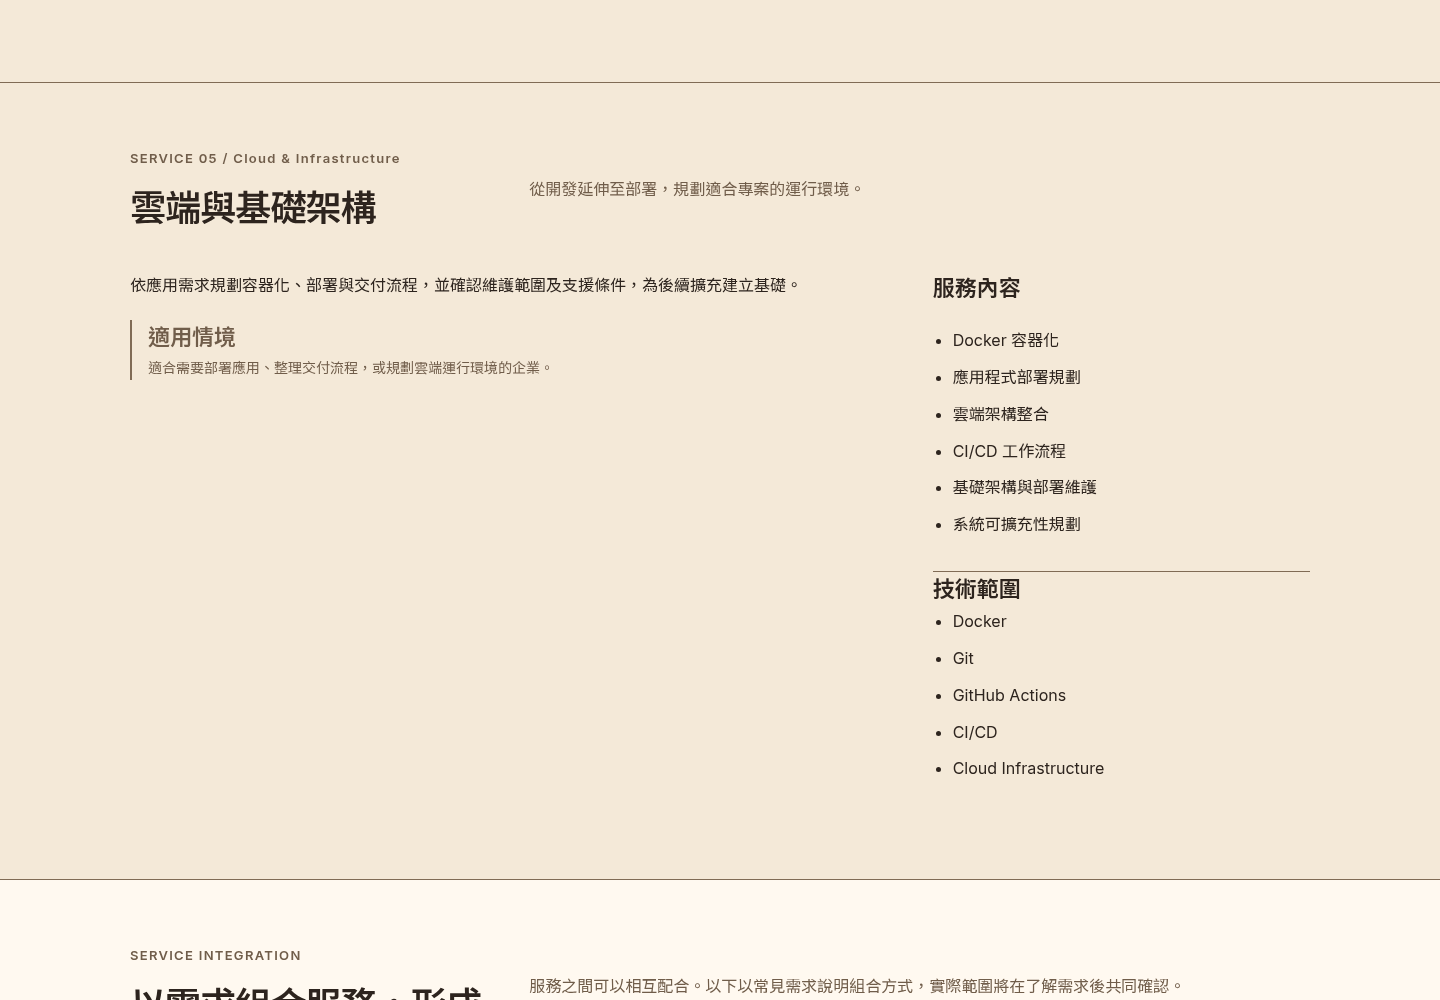 SERVICE 05 / Cloud & Infrastructure
雲端與基礎架構
從開發延伸至部署，規劃適合專案的運行環境。
依應用需求規劃容器化、部署與交付流程，並確認維護範圍及支援條件，為後續擴充建立基礎。
適用情境
適合需要部署應用、整理交付流程，或規劃雲端運行環境的企業。
服務內容
Docker 容器化
應用程式部署規劃
雲端架構整合
CI/CD 工作流程
基礎架構與部署維護
系統可擴充性規劃
技術範圍
Docker
Git
GitHub Actions
CI/CD
Cloud Infrastructure
SERVICE INTEGRATION
以需求組合服務，形成
服務之間可以相互配合。以下以常見需求說明組合方式，實際範圍將在了解需求後共同確認。